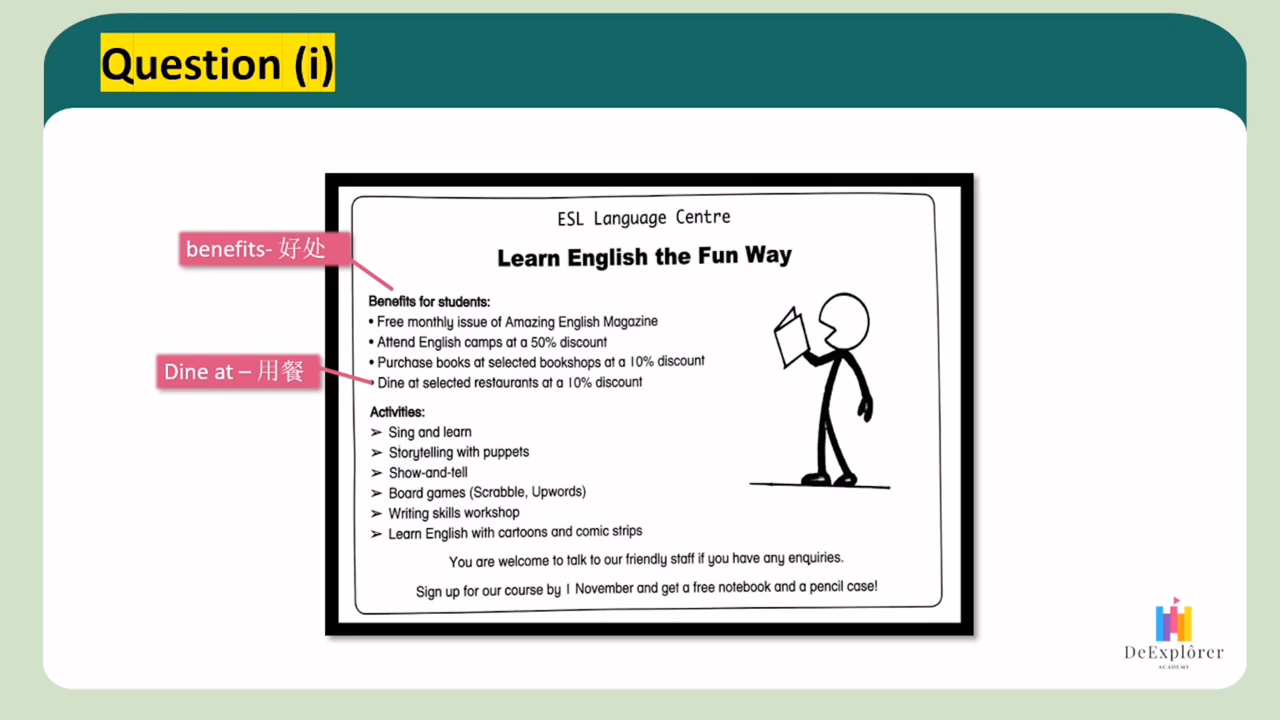 Question (i)
ESL Language Centre
Learn English the Fun Way
benefits- 好处
Benefits for students:
• Free monthly issue of Amazing English Magazine
• Attend English camps at a 50% discount
• Purchase books at selected bookshops at a 10% discount
Dine at – 用餐
• Dine at selected restaurants at a 10% discount
Activities:
➢ Sing and learn
➢ Storytelling with puppets
➢ Show-and-tell
➢ Board games (Scrabble, Upwords)
➢ Writing skills workshop
➢ Learn English with cartoons and comic strips
You are welcome to talk to our friendly staff if you have any enquiries.
Sign up for our course by 1 November and get a free notebook and a pencil case!
DeExplôrer
ACADEMY